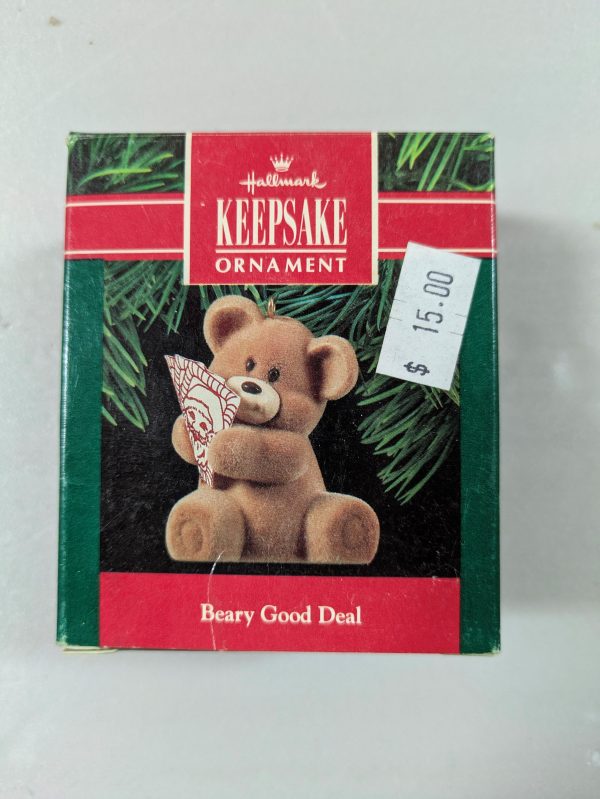 Hallmark
KEEPSAKE
ORNAMENT
$ 15.00
Beary Good Deal